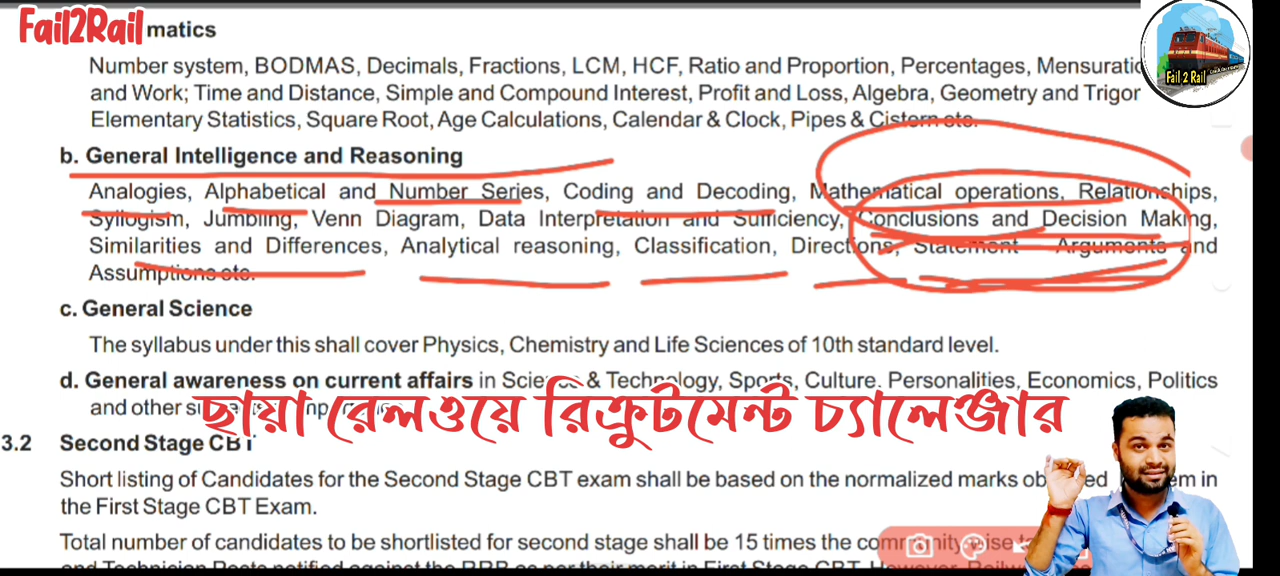 Fail2Rail
matics
Fail 2 Rail
Number system, BODMAS, Decimals, Fractions, LCM, HCF, Ratio and Proportion, Percentages,
and Work; Time and Distance, Simple and Compound Interest, Profit and Loss, Algebra, Geometry and
Elementary Statistics, Square Root, Age Calculations, Calendar & Clock, Pipes & Cistern etc.
b. General Intelligence and Reasoning
Analogies, Alphabetical and Number Series, Coding and Decoding, Mathematical operations, Relationships,
Syllogism, Jumbling, Venn Diagram, Data Interpretation and Sufficiency, Conclusions and Decision Making,
Similarities and Differences, Analytical reasoning, Classification, Directions, Statement Arguments and
Assumptions etc.
c. General Science
The syllabus under this shall cover Physics, Chemistry and Life Sciences of 10th standard level.
d. General awareness on current affairs in Science & Technology, Sports, Culture, Personalities, Economics, Politics
and other
ছায়া রেলওয়ে রিক্রুটমেন্ট চ্যালেঞ্জার
3.2 Second Stage CBT
Short listing of Candidates for the Second Stage CBT exam shall be based on the normalized marks in
the First Stage CBT Exam.
Total number of candidates to be shortlisted for second stage shall be 15 times the